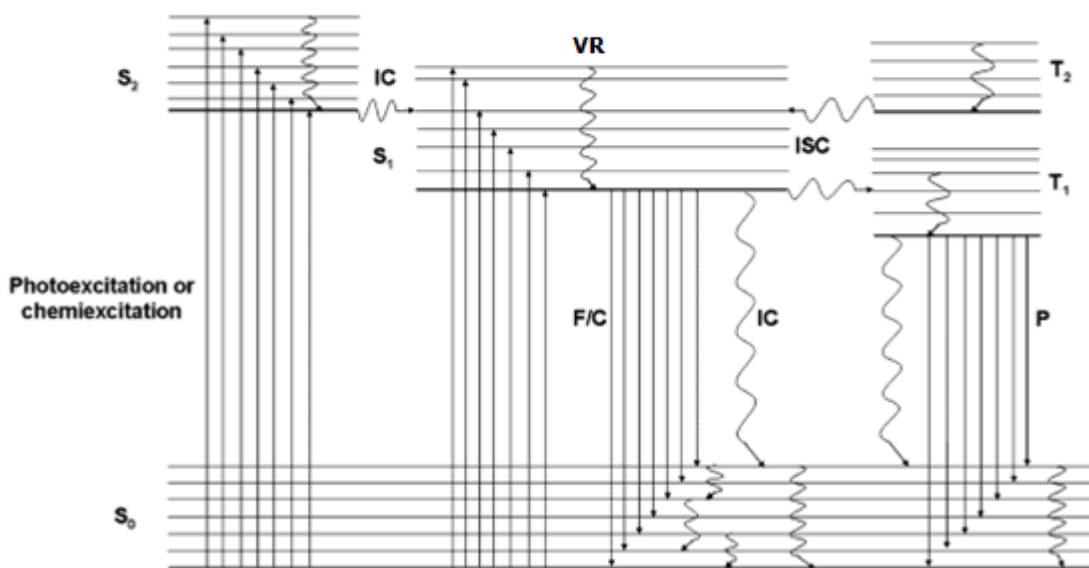 VR
S₂
IC
T₂
S₁
ISC
T₁
Photoexcitation or
chemiexcitation
F/C
IC
P
S₀